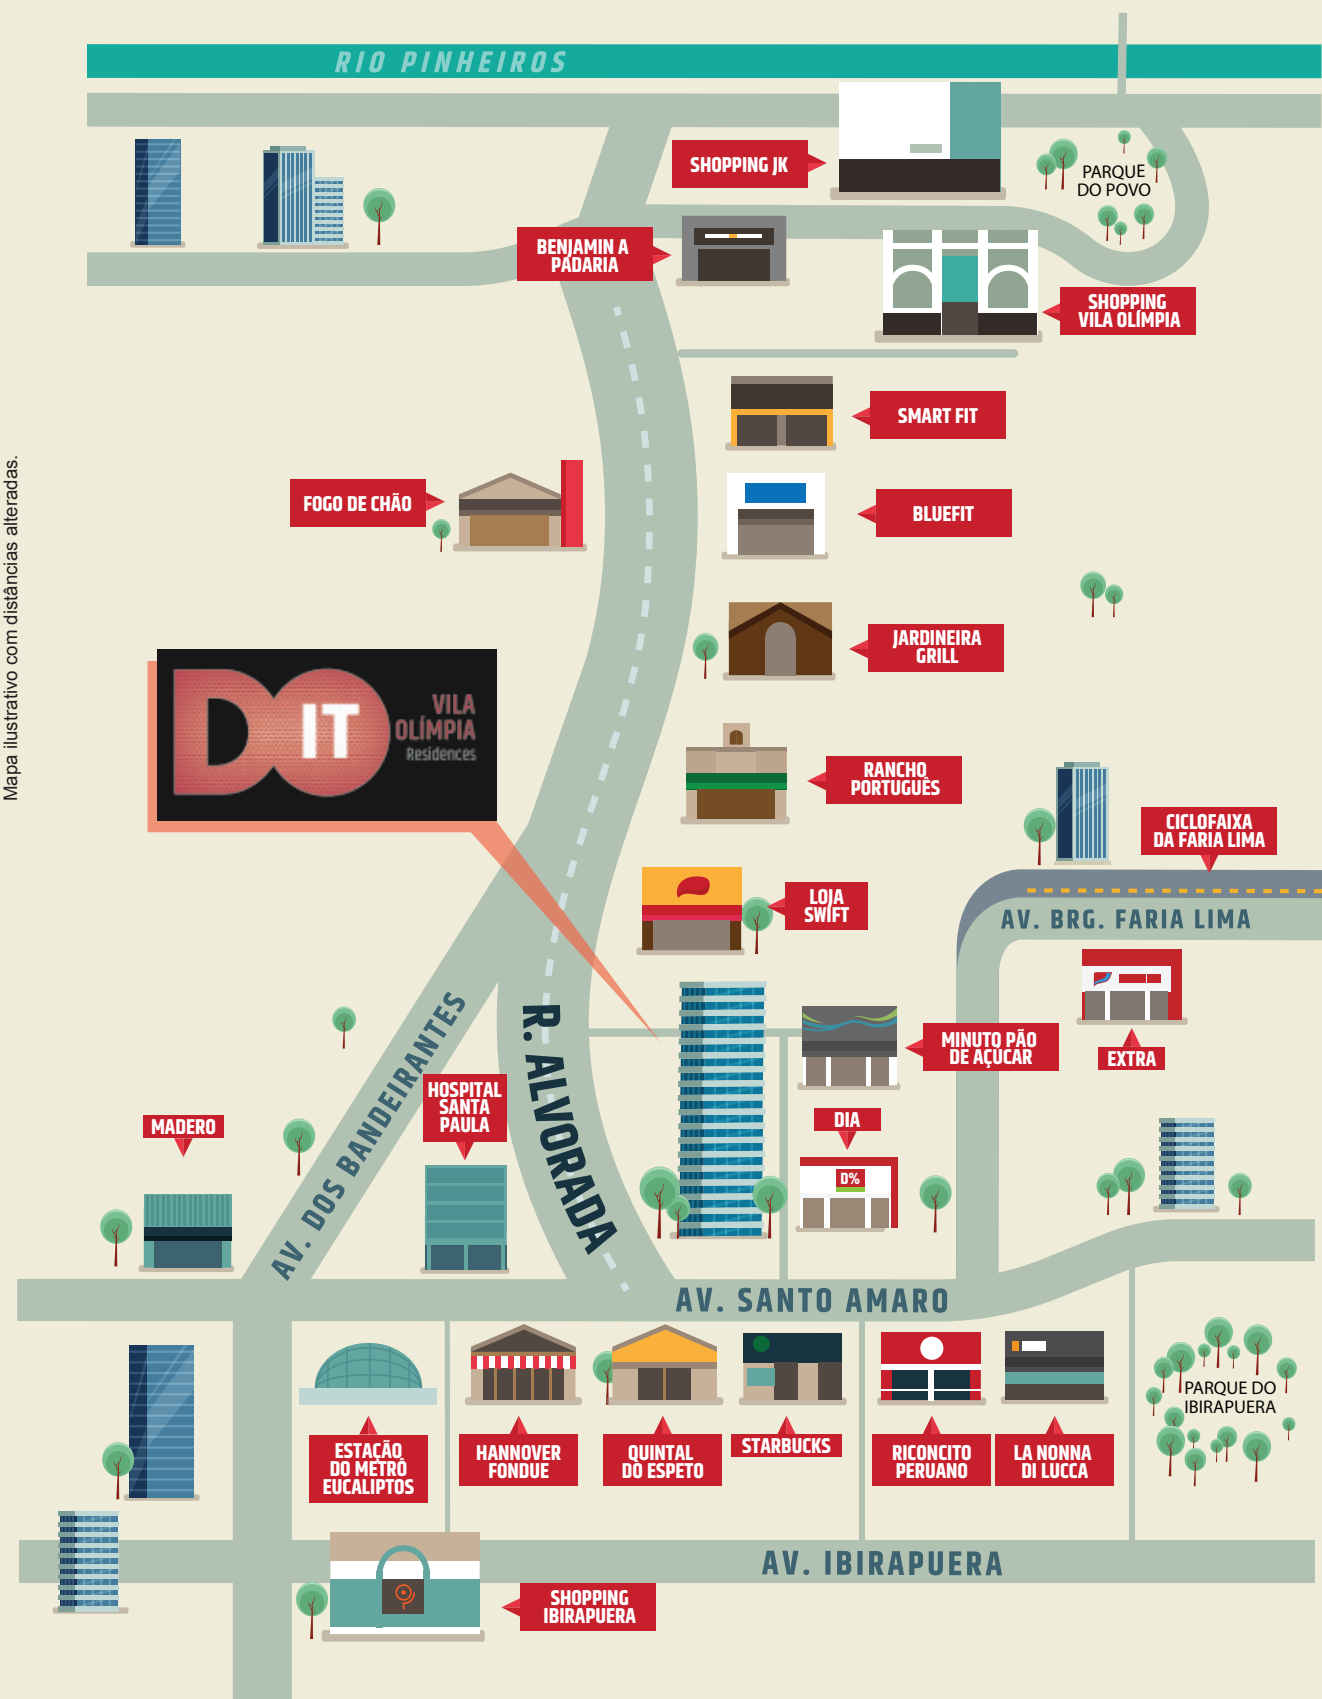 RIO PINHEIROS
SHOPPING JK
PARQUE
DO POVO
BENJAMIN A
PADARIA
SHOPPING
VILA OLÍMPIA
SMART FIT
FOGO DE CHÃO
BLUEFIT
JARDINEIRA
GRILL
Mapa ilustrativo com distâncias alteradas.
DO IT
VILA
OLÍMPIA
Residences
RANCHO
PORTUGUÊS
CICLOFAIXA
DA FARIA LIMA
LOJA
SWIFT
AV. BRG. FARIA LIMA
MINUTO PÃO
DE AÇUCAR
EXTRA
R. ALVORADA
AV. DOS BANDEIRANTES
HOSPITAL
SANTA
PAULA
MADERO
DIA
D%
AV. SANTO AMARO
PARQUE DO
IBIRAPUERA
ESTAÇÃO
DO METRÔ
EUCALIPTOS
HANNOVER
FONDUE
QUINTAL
DO ESPETO
STARBUCKS
RICONCITO
PERUANO
LA NONNA
DI LUCCA
AV. IBIRAPUERA
SHOPPING
IBIRAPUERA